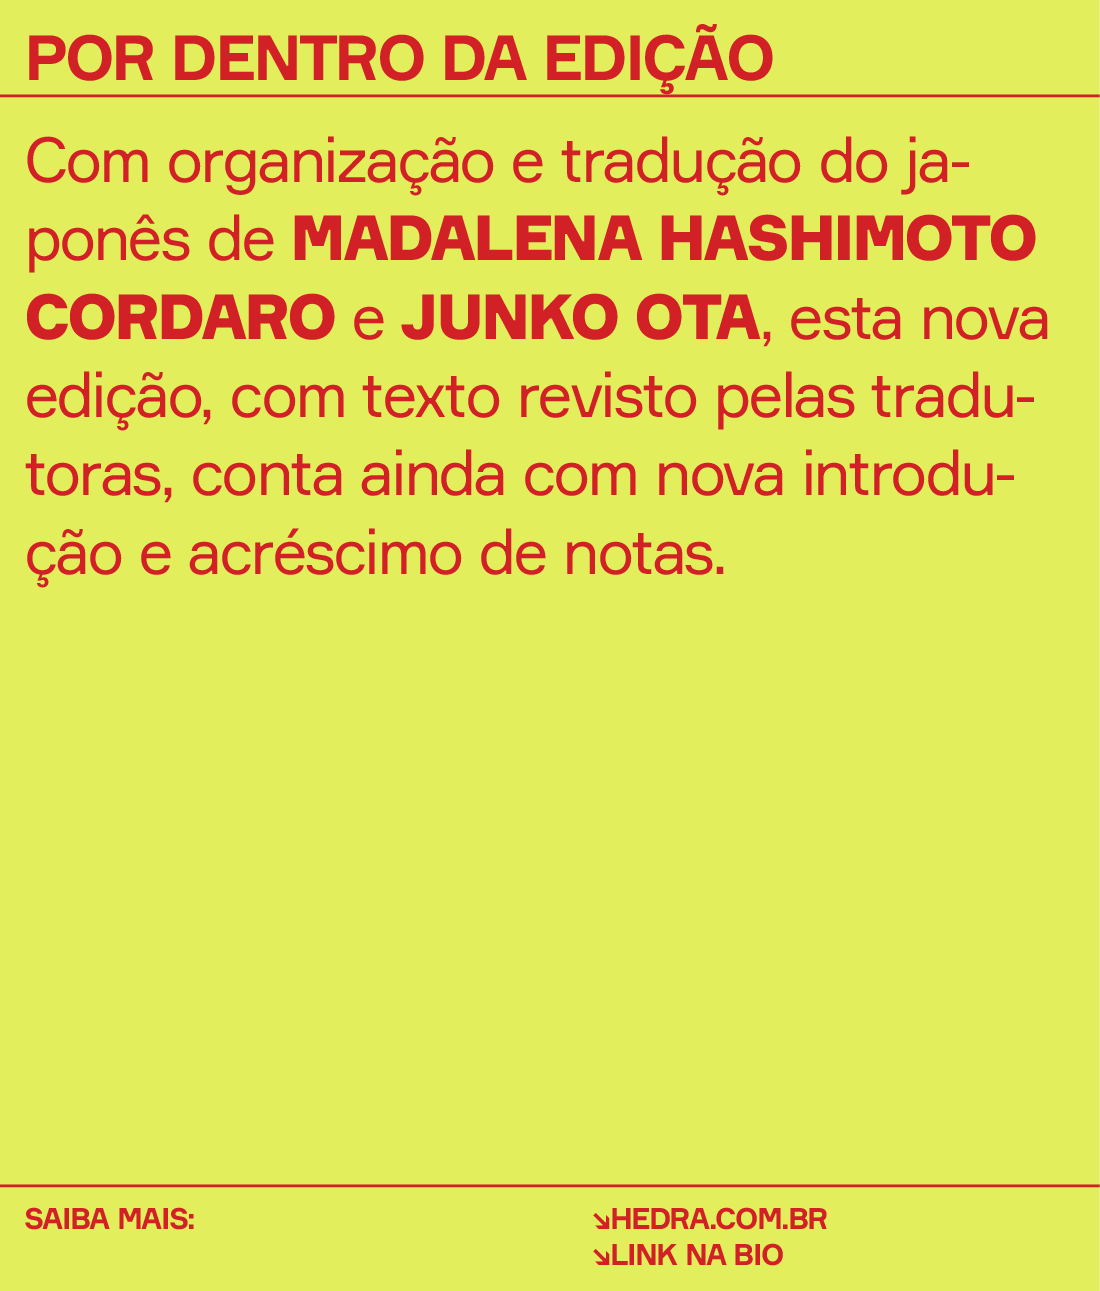 POR DENTRO DA EDIÇÃO
Com organização e tradução do ja-
ponês de MADALENA HASHIMOTO
CORDARO e JUNKO OTA, esta nova
edição, com texto revisto pelas tradu-
toras, conta ainda com nova introdu-
ção e acréscimo de notas.
SAIBA MAIS:
↘HEDRA.COM.BR
↘LINK NA BIO